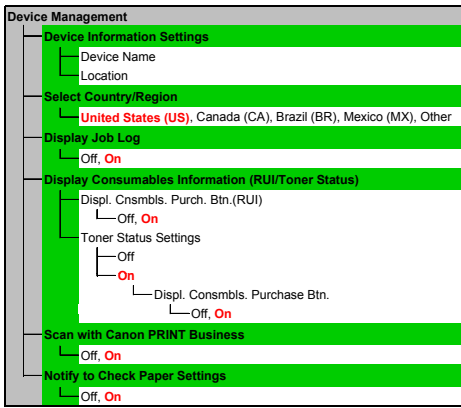 Device Management
Device Information Settings
Device Name
Location
Select Country/Region
United States (US), Canada (CA), Brazil (BR), Mexico (MX), Other
Display Job Log
Off, On
Display Consumables Information (RUI/Toner Status)
Displ. Cnsmbls. Purch. Btn.(RUI)
Off, On
Toner Status Settings
Off
On
Displ. Consmbls. Purchase Btn.
Off, On
Scan with Canon PRINT Business
Off, On
Notify to Check Paper Settings
Off, On